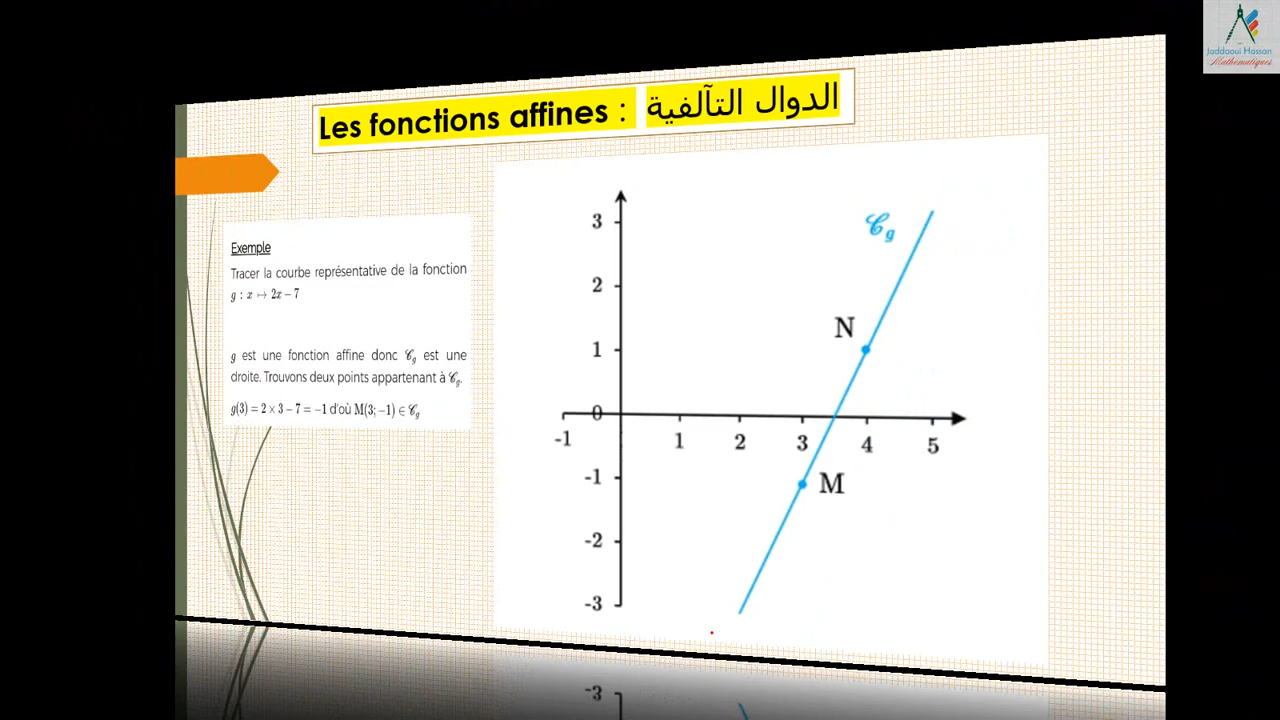 Jaddaoui Hassan
Mathématiques
Les fonctions affines : الدوال التآلفية
Exemple
Tracer la courbe représentative de la fonction
g : x ↦ 2x – 7
g est une fonction affine donc 𝒞g est une
droite. Trouvons deux points appartenant à 𝒞g.
g(3) = 2 × 3 – 7 = –1 d'où M(3; –1) ∈ 𝒞g
𝒞g
3
2
N
1
0
-1 1 2 3 4 5
-1
M
-2
-3
-3